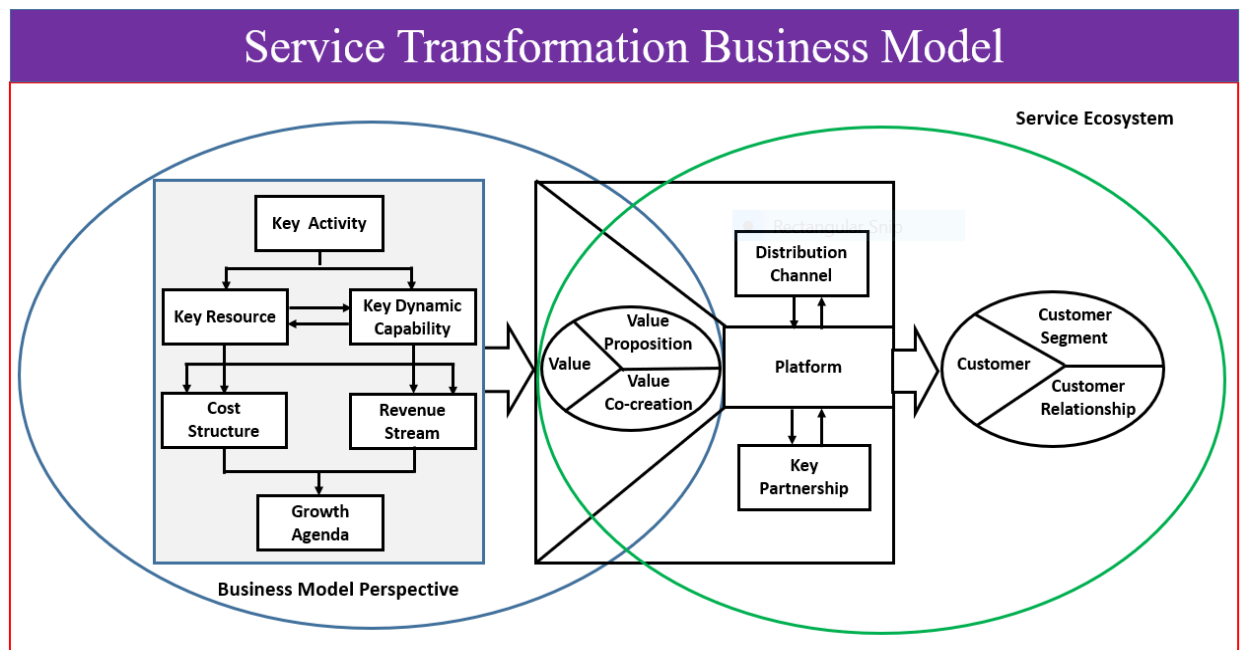 Service Transformation Business Model
Service Ecosystem
Key Activity
Key Resource
Key Dynamic
Capability
Cost
Structure
Revenue
Stream
Growth
Agenda
Business Model Perspective
Value
Value
Proposition
Value
Co-creation
Rectangular Snip
Distribution
Channel
Platform
Key
Partnership
Customer
Customer
Segment
Customer
Relationship